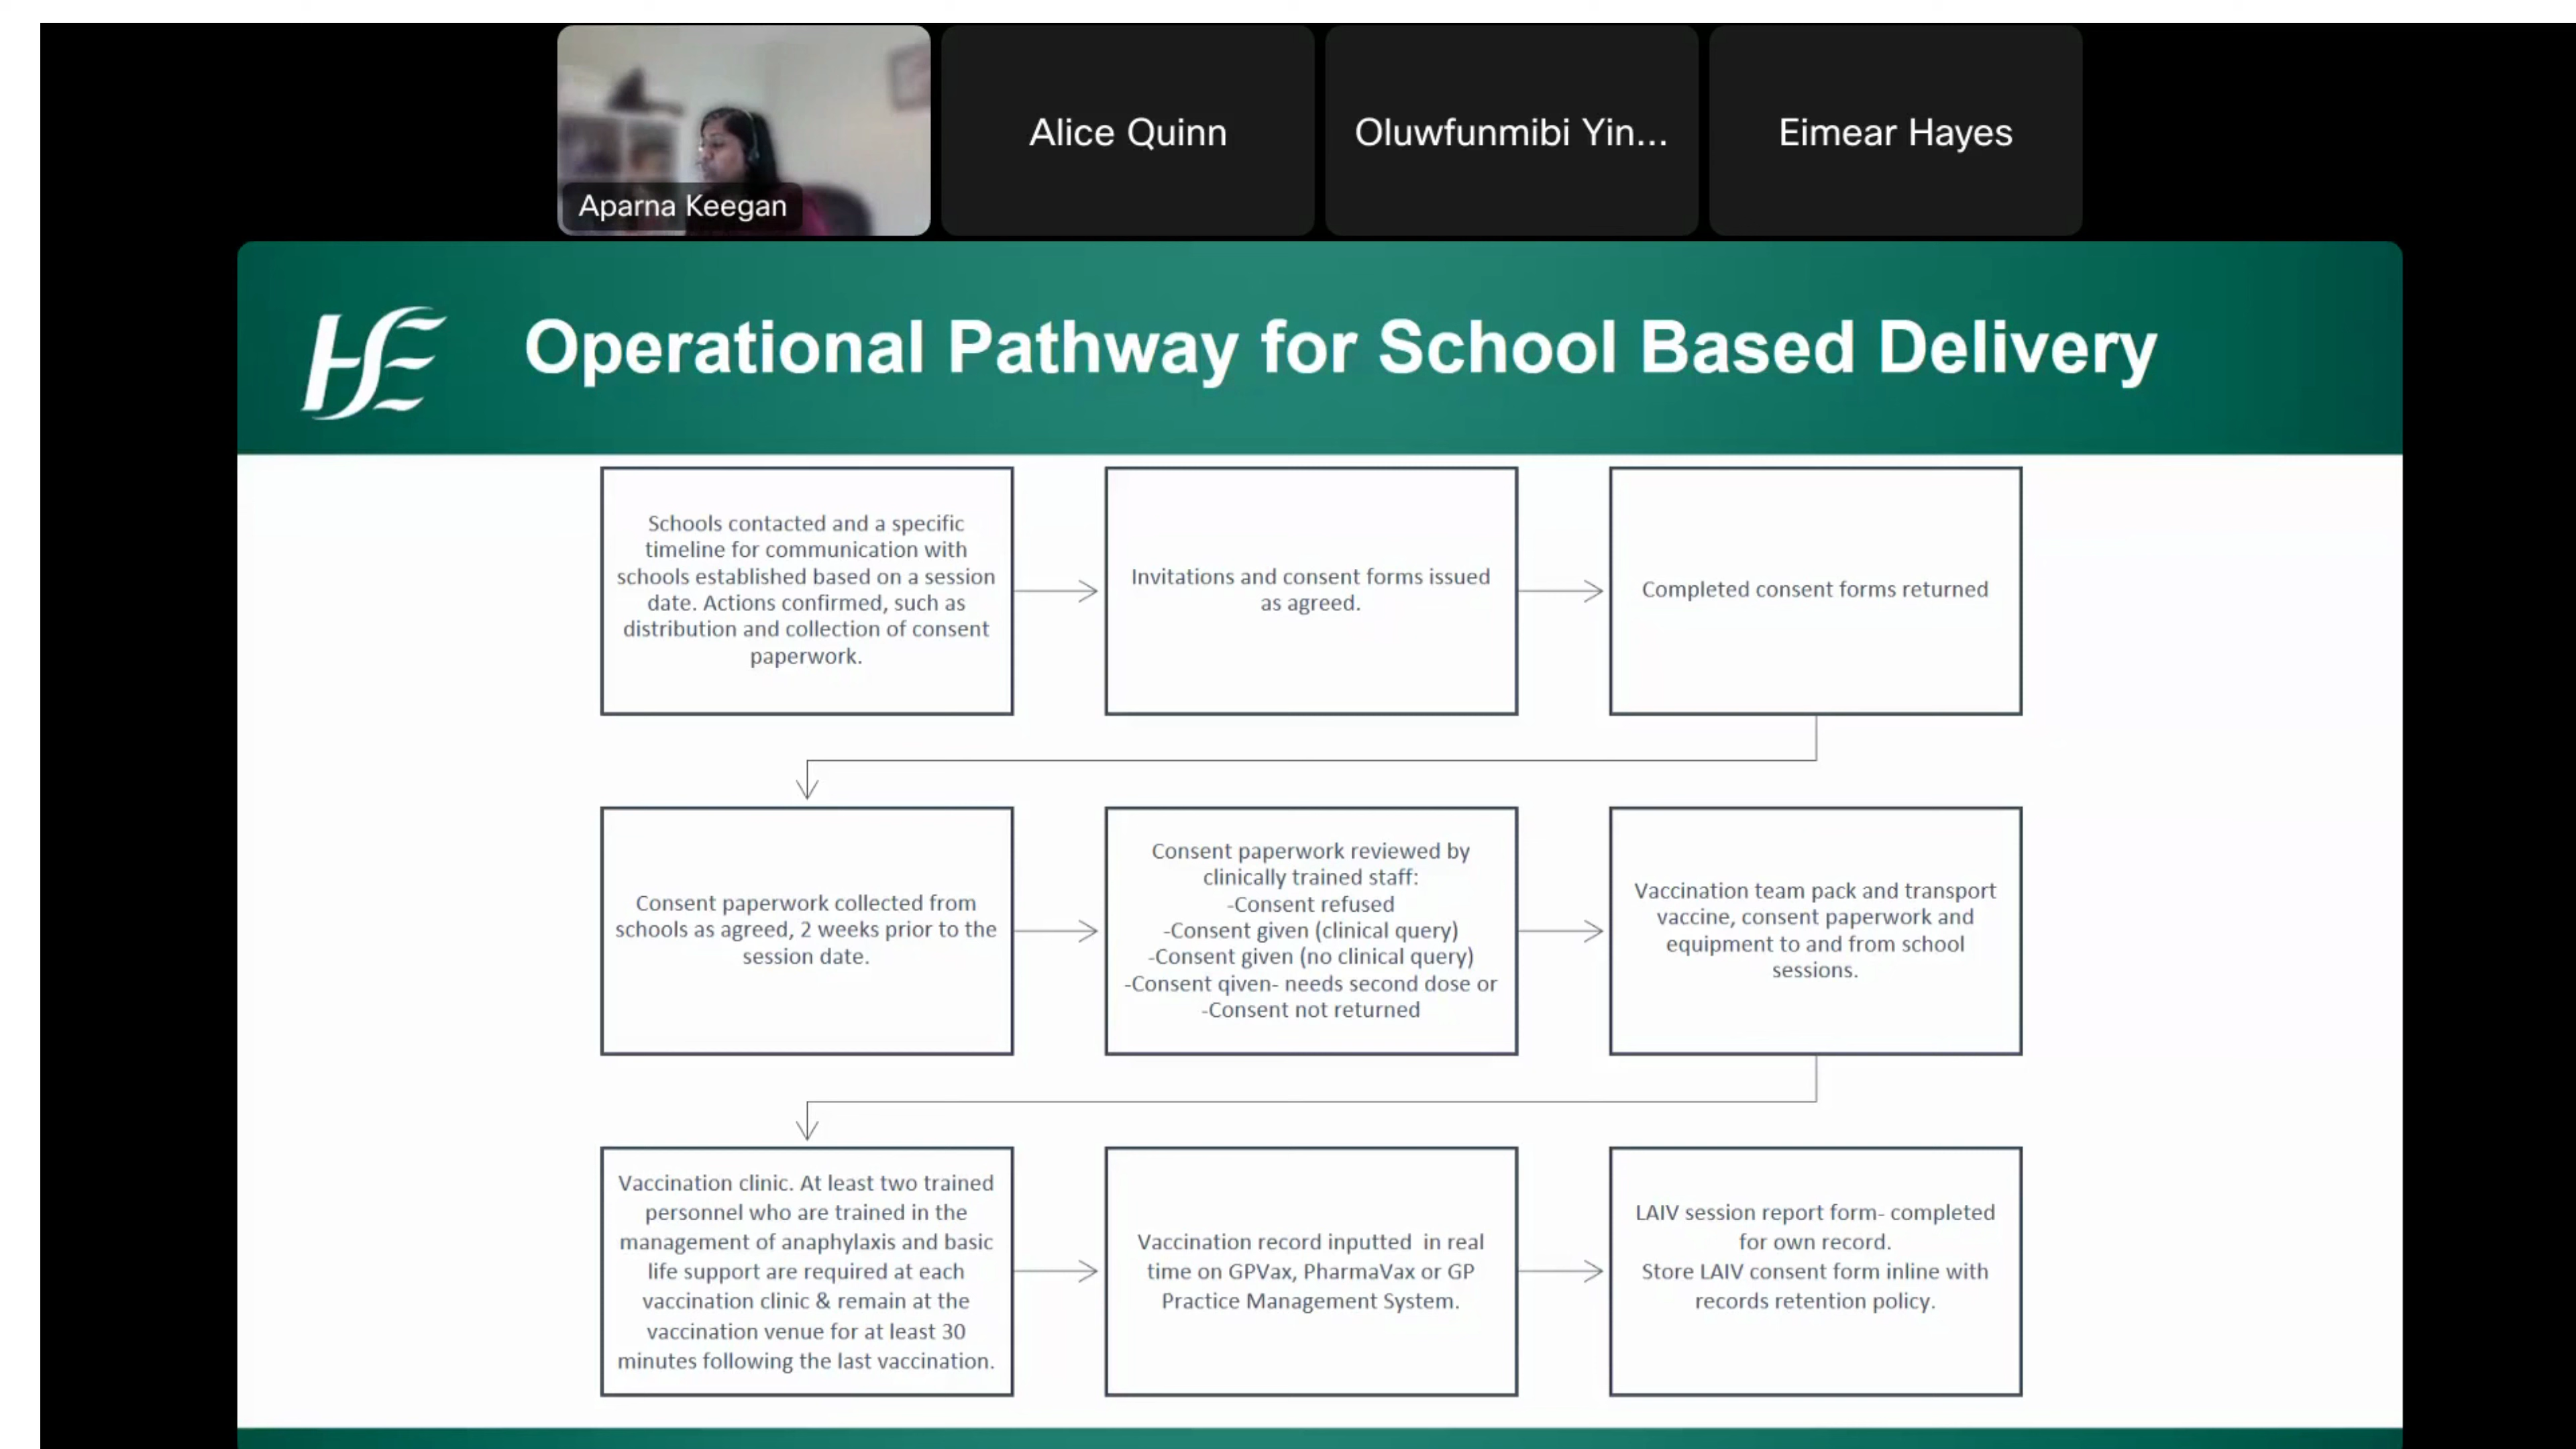 Aparna Keegan
Alice Quinn
Oluwfunmibi Yin...
Eimear Hayes
HSE
Operational Pathway for School Based Delivery
Schools contacted and a specific
timeline for communication with
schools established based on a session
date. Actions confirmed, such as
distribution and collection of consent
paperwork.
Invitations and consent forms issued
as agreed.
Completed consent forms returned
Consent paperwork collected from
schools as agreed, 2 weeks prior to the
session date.
Consent paperwork reviewed by
clinically trained staff:
-Consent refused
-Consent given (clinical query)
-Consent given (no clinical query)
-Consent qiven- needs second dose or
-Consent not returned
Vaccination team pack and transport
vaccine, consent paperwork and
equipment to and from school
sessions.
Vaccination clinic. At least two trained
personnel who are trained in the
management of anaphylaxis and basic
life support are required at each
vaccination clinic & remain at the
vaccination venue for at least 30
minutes following the last vaccination.
Vaccination record inputted in real
time on GPVax, PharmaVax or GP
Practice Management System.
LAIV session report form- completed
for own record.
Store LAIV consent form inline with
records retention policy.